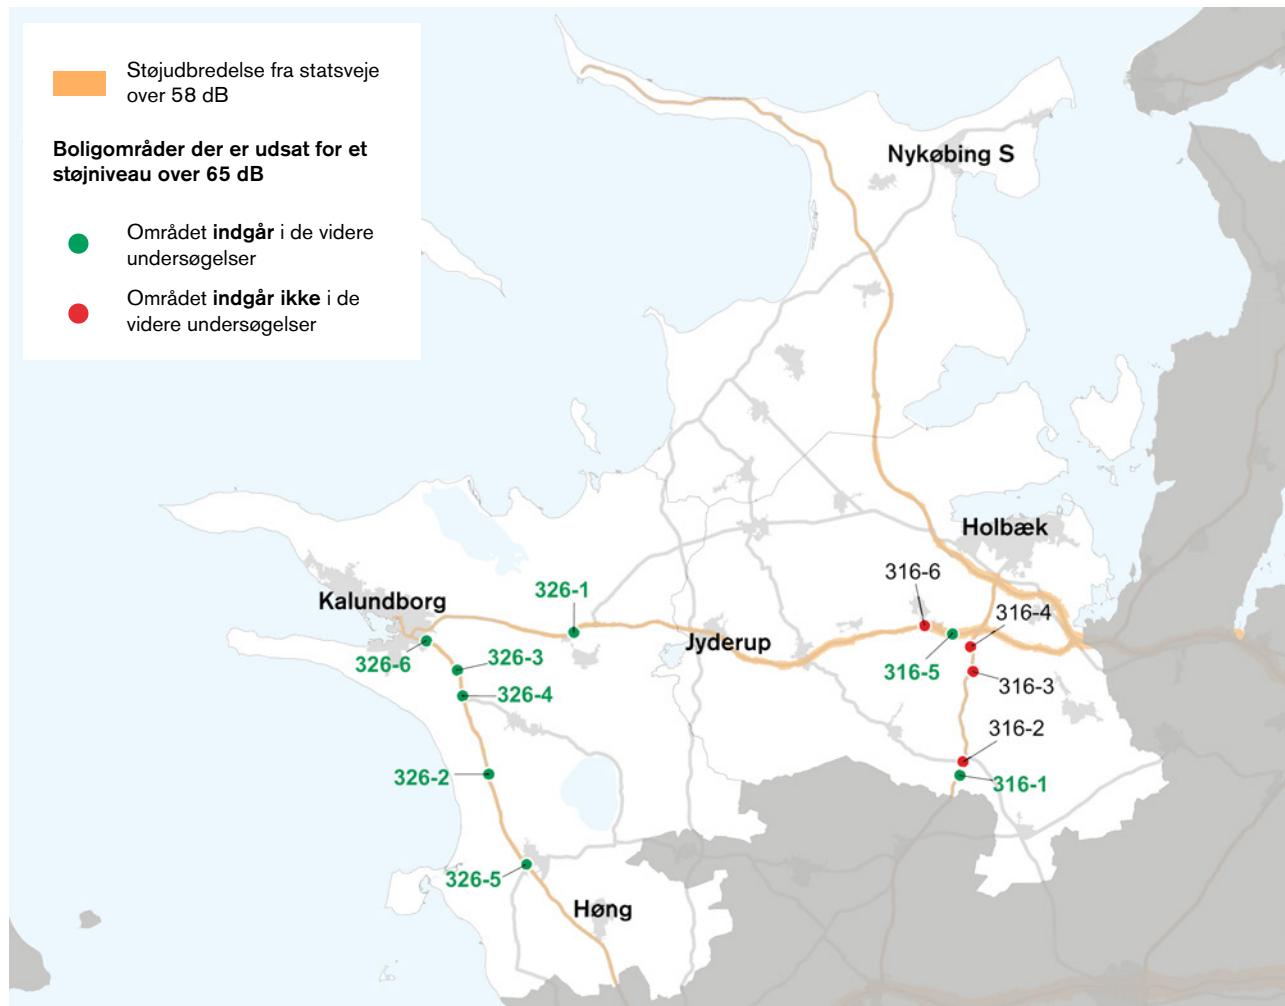 Støjudbredelse fra statsveje
over 58 dB
Boligområder der er udsat for et
støjniveau over 65 dB
Området indgår i de videre
undersøgelser
Området indgår ikke i de
videre undersøgelser
Nykøbing S
Holbæk
316-6
326-1
Kalundborg
316-4
Jyderup
326-3
326-6
316-5
316-3
326-4
316-2
326-2
316-1
326-5
Høng